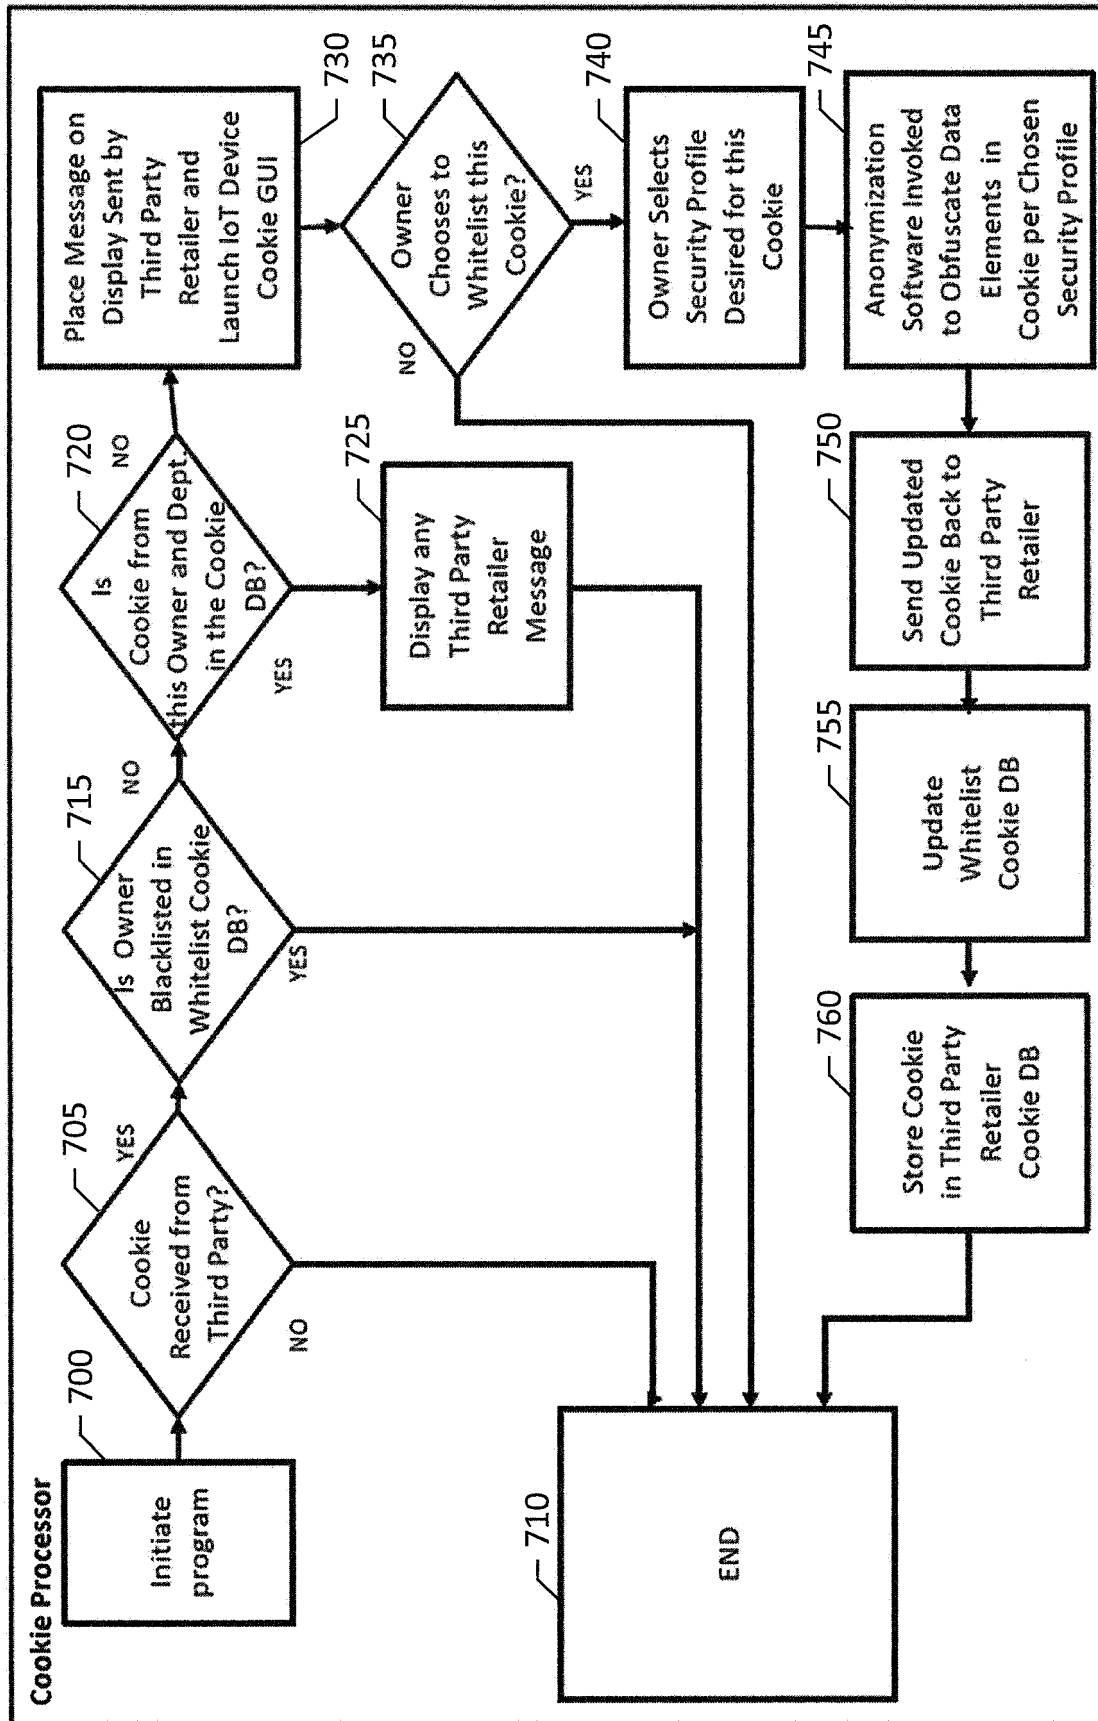 Cookie Processor
700
Initiate
program
705
Cookie
Received from
Third Party?
YES
NO
715
Is Owner
Blacklisted in
Whitelist Cookie
DB?
NO
YES
720
Is
Cookie from
this Owner and Dept.
in the Cookie
DB?
NO
YES
725
Display any
Third Party
Retailer
Message
730
Place Message on
Display Sent by
Third Party
Retailer and
Launch IoT Device
Cookie GUI
735
Owner
Chooses to
Whitelist this
Cookie?
NO
YES
740
Owner Selects
Security Profile
Desired for this
Cookie
745
Anonymization
Software Invoked
to Obfuscate Data
Elements in
Cookie per Chosen
Security Profile
750
Send Updated
Cookie Back to
Third Party
Retailer
755
Update
Whitelist
Cookie DB
760
Store Cookie
in Third Party
Retailer
Cookie DB
710
END